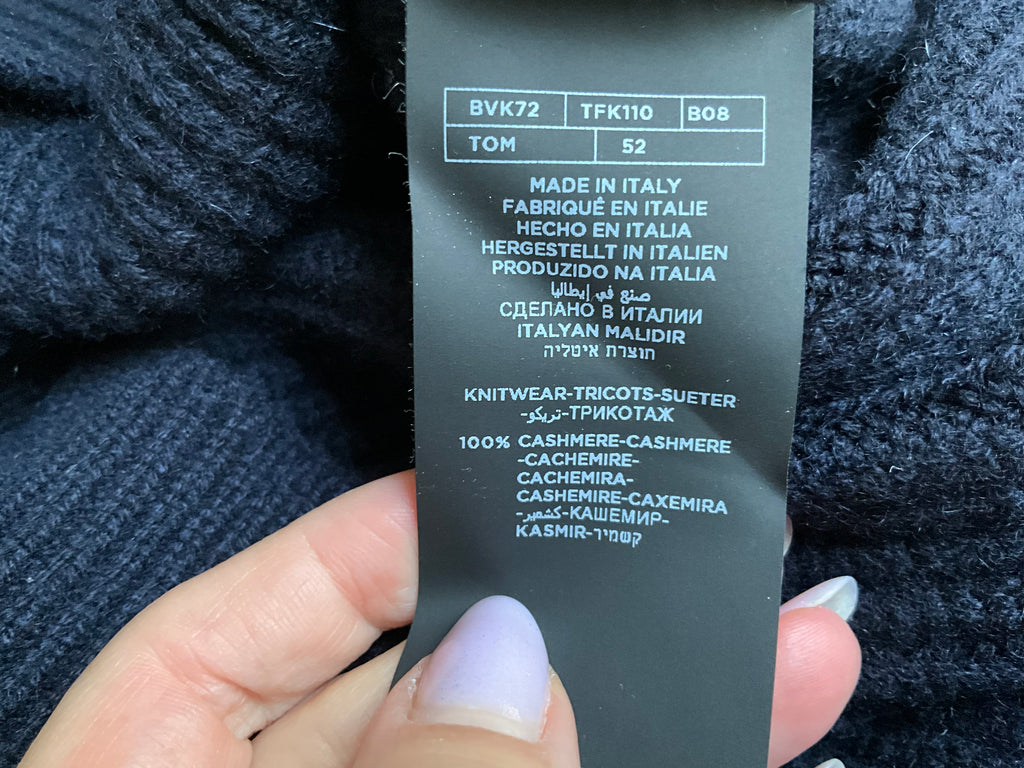 BVK72 TFK110 B08
TOM 52
MADE IN ITALY
FABRIQUÉ EN ITALIE
HECHO EN ITALIA
HERGESTELLT IN ITALIEN
PRODUZIDO NA ITALIA
صنع في إيطاليا
СДЕЛАНО В ИТАЛИИ
ITALYAN MALIDIR
תוצרת איטליה
KNITWEAR-TRICOTS-SUETER
-تريكو-ТРИКОТАЖ
100% CASHMERE-CASHMERE
-CACHEMIRE-
CACHEMIRA-
CASHEMIRE-CAXEMIRA
-كشمير-КАШЕМИР-
KASMIR-קשמיר